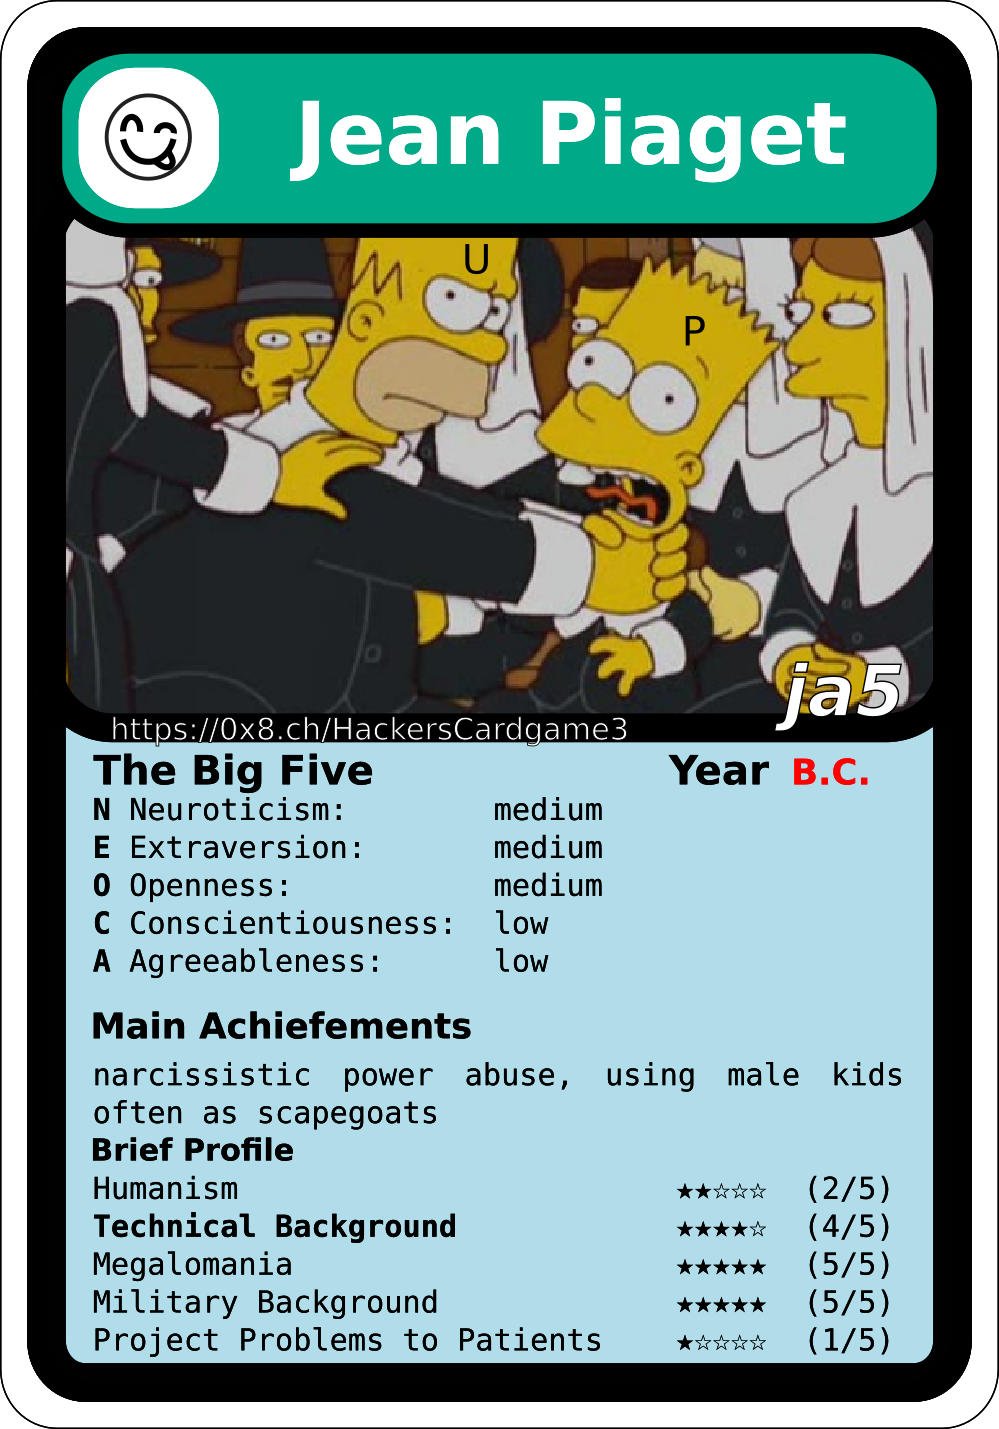 Jean Piaget
U
P
ja5
https://0x8.ch/HackersCardgame3
The Big Five Year B.C.
N Neuroticism: medium
E Extraversion: medium
O Openness: medium
C Conscientiousness: low
A Agreeableness: low
Main Achiefements
narcissistic power abuse, using male kids
often as scapegoats
Brief Profile
Humanism ★★☆☆☆ (2/5)
Technical Background ★★★★☆ (4/5)
Megalomania ★★★★★ (5/5)
Military Background ★★★★★ (5/5)
Project Problems to Patients ★☆☆☆☆ (1/5)